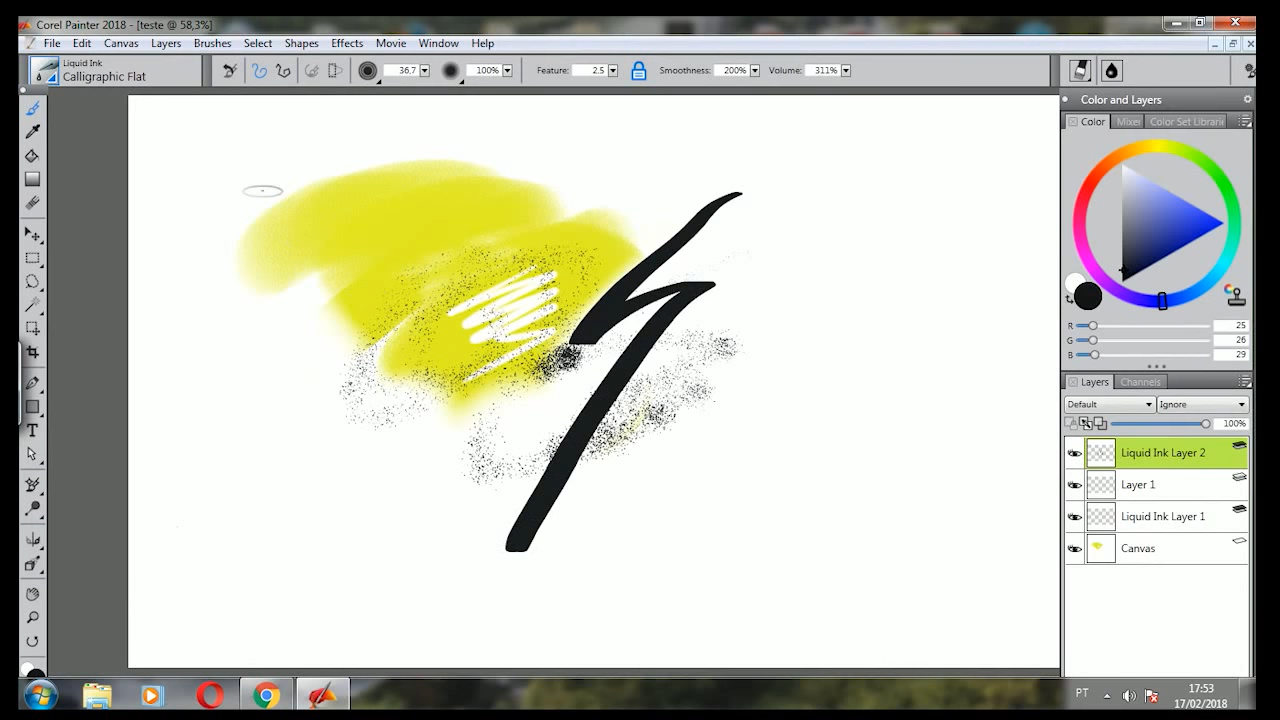 Corel Painter 2018 - [teste @ 58,3%]
File Edit Canvas Layers Brushes Select Shapes Effects Movie Window Help
Liquid Ink
Calligraphic Flat
36,7 100% Feature: 2.5 Smoothness: 200% Volume: 311%
Color and Layers
Color Mixer Color Set Librari
R 25
G 26
B 29
Layers Channels
Default Ignore
100%
Liquid Ink Layer 2
Layer 1
Liquid Ink Layer 1
Canvas
T
PT 17:53
17/02/2018